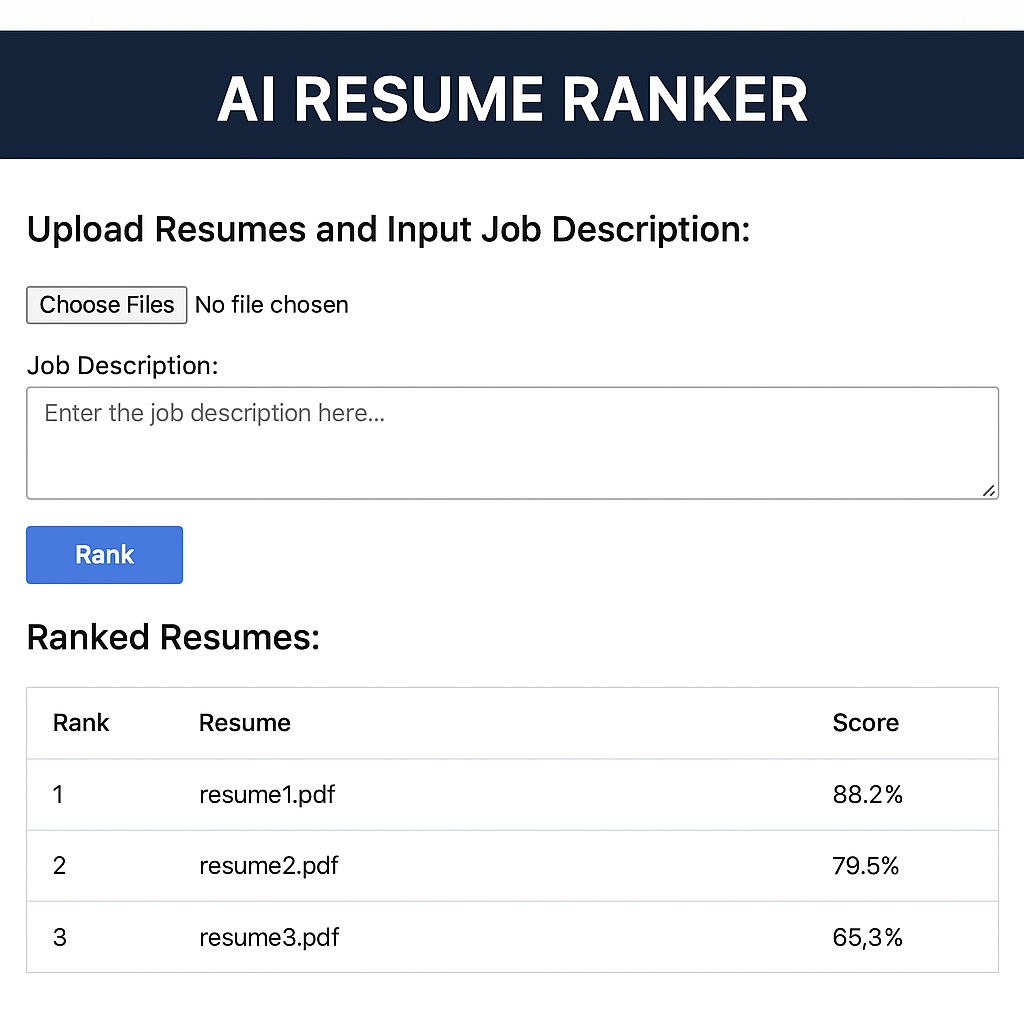 AI RESUME RANKER
Upload Resumes and Input Job Description:
Choose Files No file chosen
Job Description:
Enter the job description here...
Rank
Ranked Resumes:
Rank Resume Score
1 resume1.pdf 88.2%
2 resume2.pdf 79.5%
3 resume3.pdf 65,3%